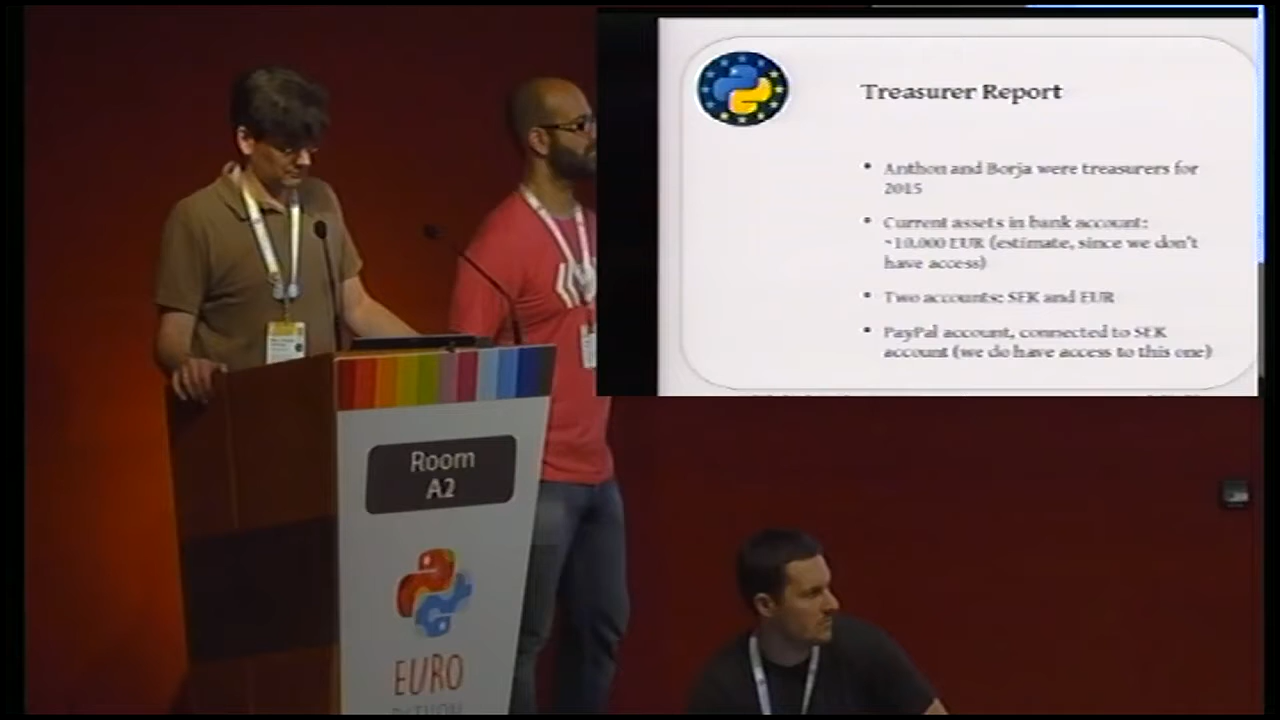 Treasurer Report
• Anthon and Borja were treasurers for
2015
• Current assets in bank account:
~10.000 EUR (estimate, since we don't
have access)
• Two accounts: SEK and EUR
• PayPal account, connected to SEK
account (we do have access to this one)
Room
A2
EURO
PYTHON